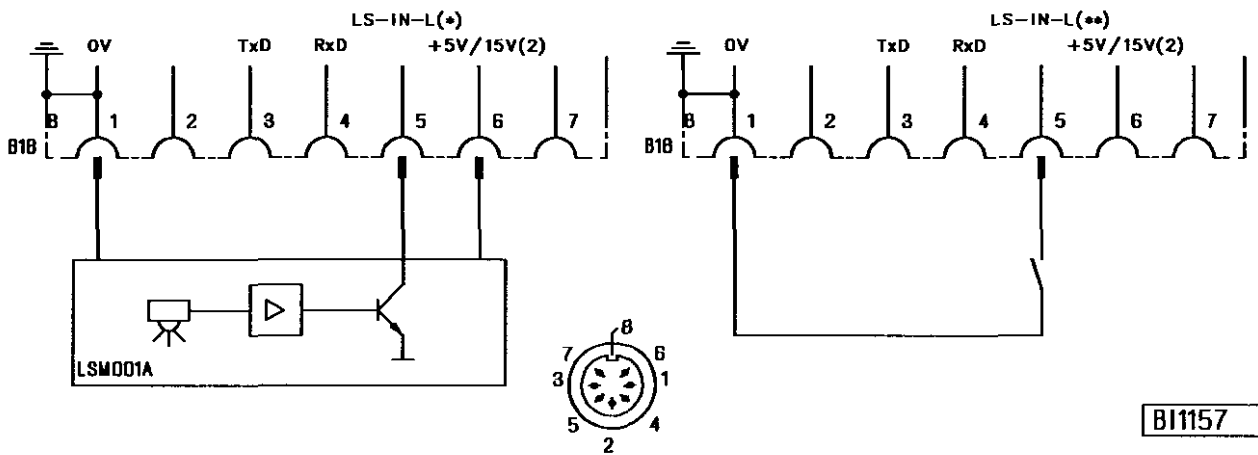 LS-IN-L(*)
0V TxD RxD +5V/15V(2)
8 1 2 3 4 5 6 7
B1B
LSM001A
LS-IN-L(**)
0V TxD RxD +5V/15V(2)
8 1 2 3 4 5 6 7
B1B
8
7 6
3 1
5 4
2
BI1157